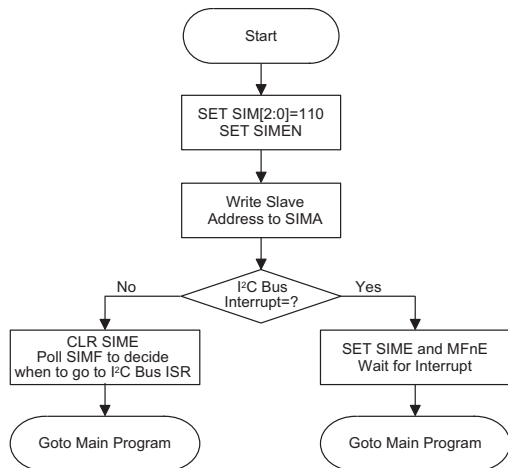 Start
SET SIM[2:0]=110
SET SIMEN
Write Slave
Address to SIMA
I²C Bus
Interrupt=?
No
Yes
CLR SIME
Poll SIMF to decide
when to go to I²C Bus ISR
SET SIME and MFnE
Wait for Interrupt
Goto Main Program
Goto Main Program